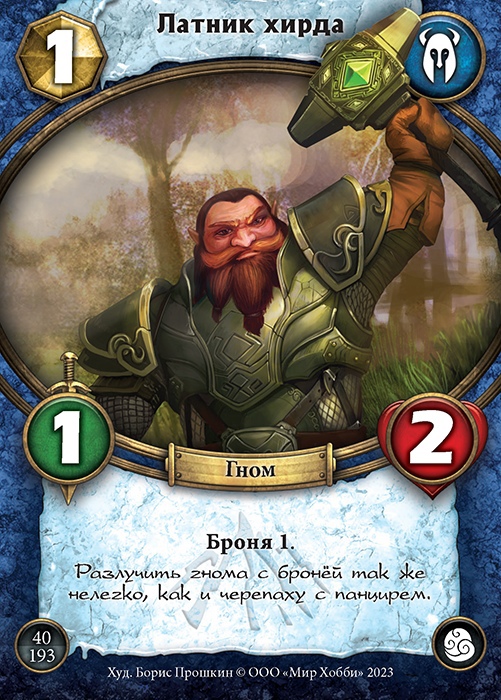 Латник хирда
1
1
2
Гном
Броня 1.
Разлучить гнома с бронёй так же
нелегко, как и черепаху с панцирем.
40
193
Худ. Борис Прошкин © ООО «Мир Хобби» 2023